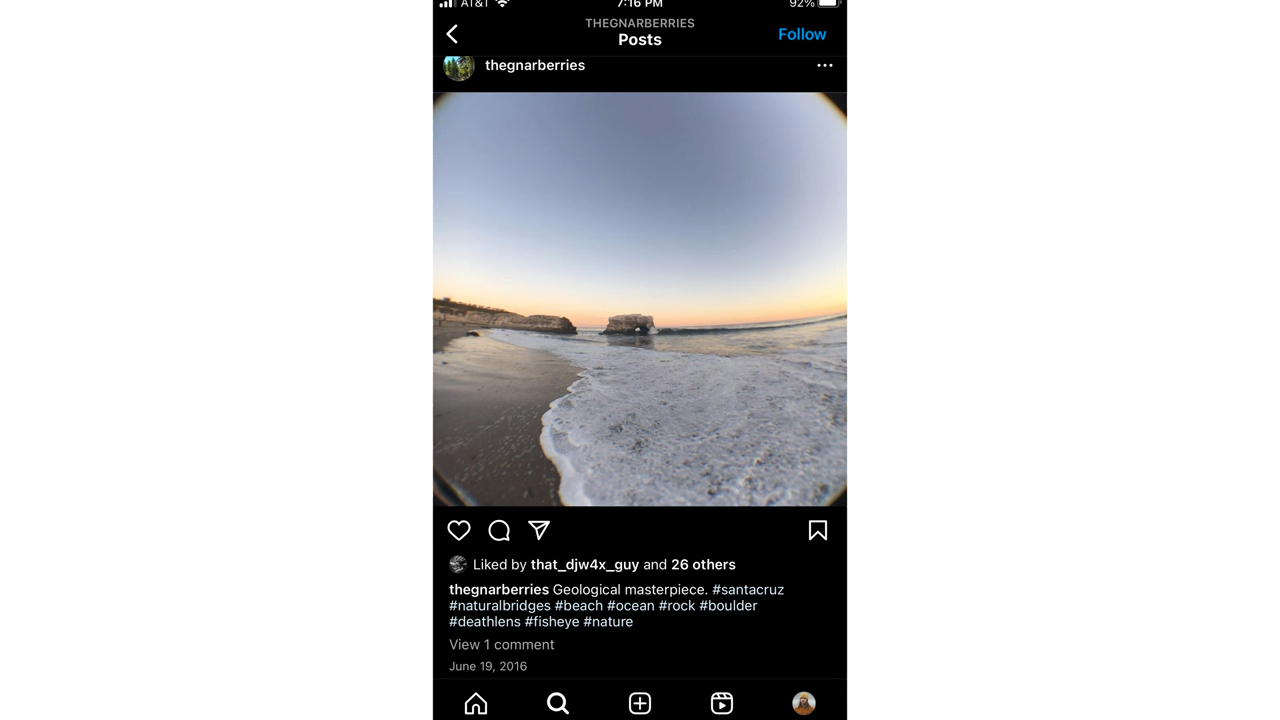 AT&T 7:16 PM 92%
THEGNARBERRIES
Posts
Follow
thegnarberries
Liked by that_djw4x_guy and 26 others
thegnarberries Geological masterpiece. #santacruz
#naturalbridges #beach #ocean #rock #boulder
#deathlens #fisheye #nature
View 1 comment
June 19, 2016